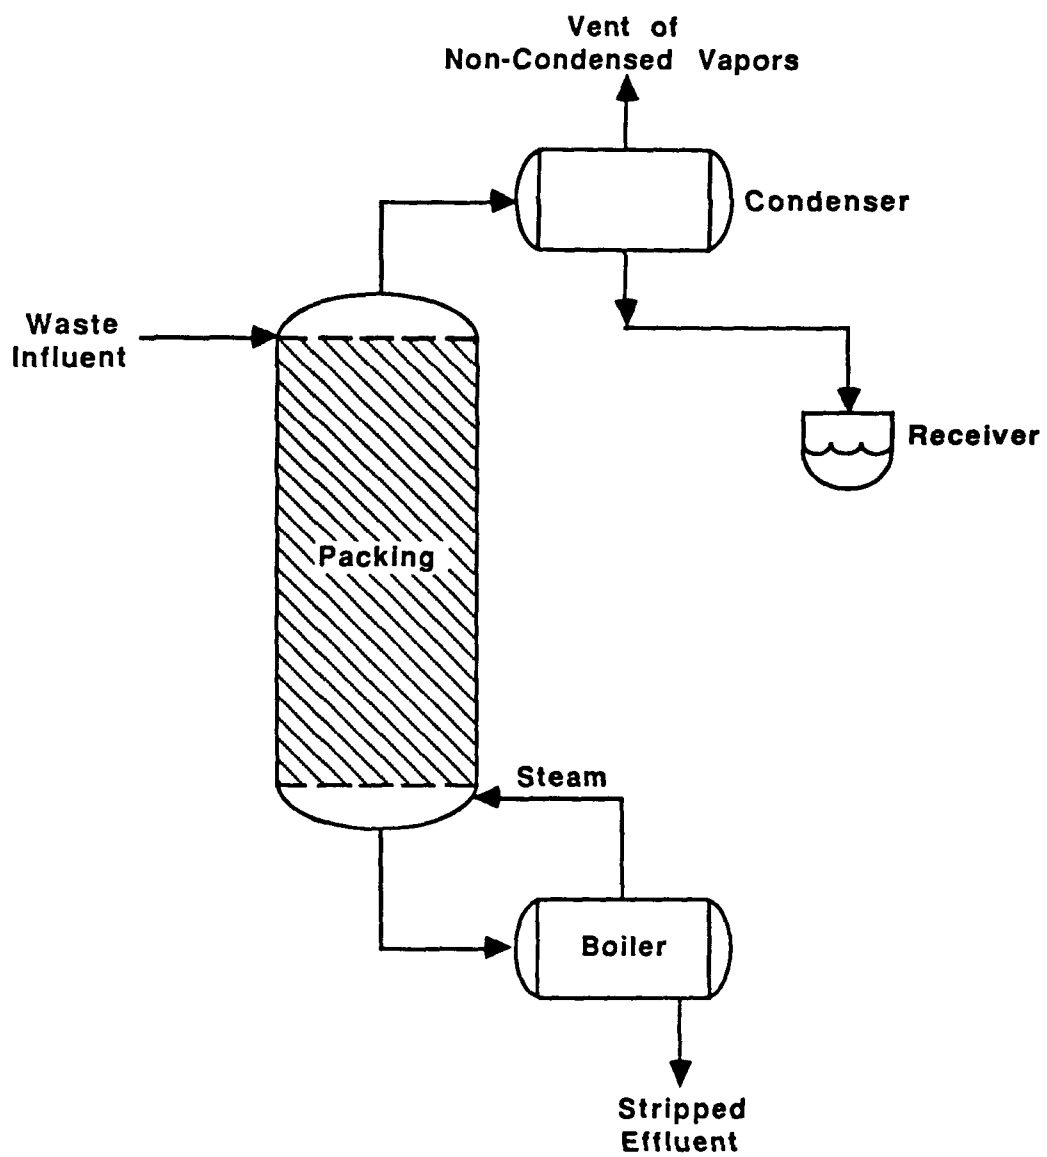 Vent of
Non-Condensed Vapors
Condenser
Waste
Influent
Receiver
Packing
Steam
Boiler
Stripped
Effluent